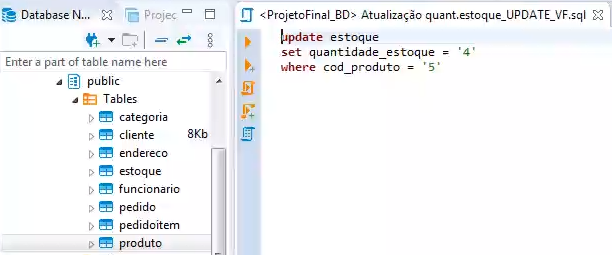 Database N
Projec
Enter a part of table name here
public
Tables
categoria
cliente 8Kb
endereco
estoque
funcionario
pedido
pedidoitem
produto
<ProjetoFinal_BD> Atualização quant.estoque_UPDATE_VF.sql
update estoque
set quantidade_estoque = '4'
where cod_produto = '5'